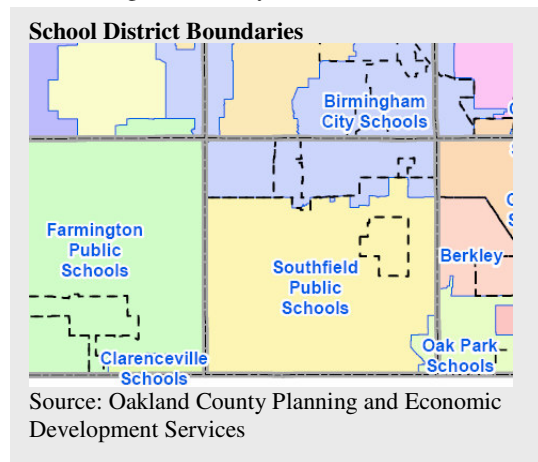 School District Boundaries
Birmingham
City Schools
Farmington
Public
Schools
Southfield
Public
Schools
Berkley
Oak Park
Schools
Clarenceville
Schools
Source: Oakland County Planning and Economic
Development Services